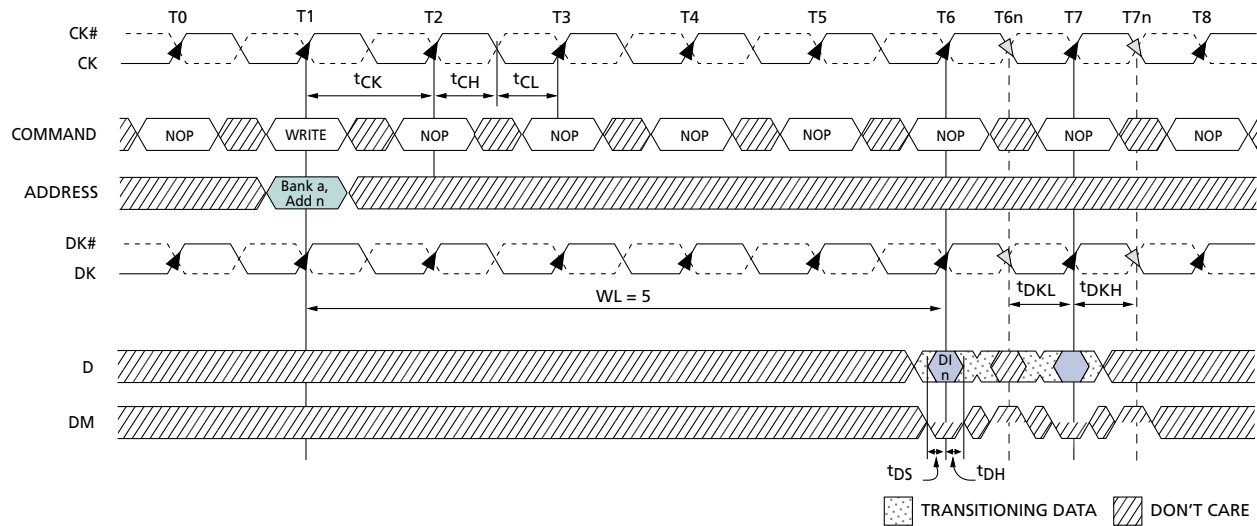 T0 T1 T2 T3 T4 T5 T6 T6n T7 T7n T8
CK#
CK
tCK tCH tCL
COMMAND NOP WRITE NOP NOP NOP NOP NOP NOP NOP
ADDRESS Bank a,
Add n
DK#
DK
tDKL tDKH
WL = 5
D DI
n
DM
tDS tDH
TRANSITIONING DATA DON'T CARE